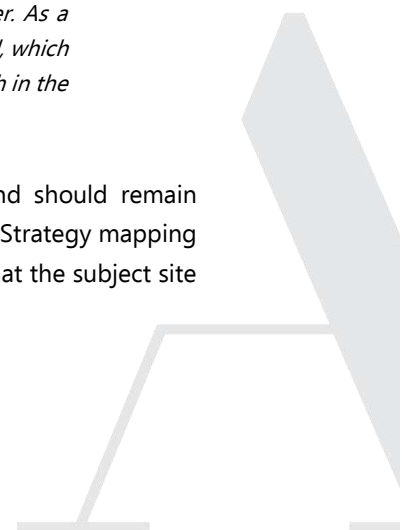 er. As a
l, which
h in the
nd should remain
Strategy mapping
at the subject site